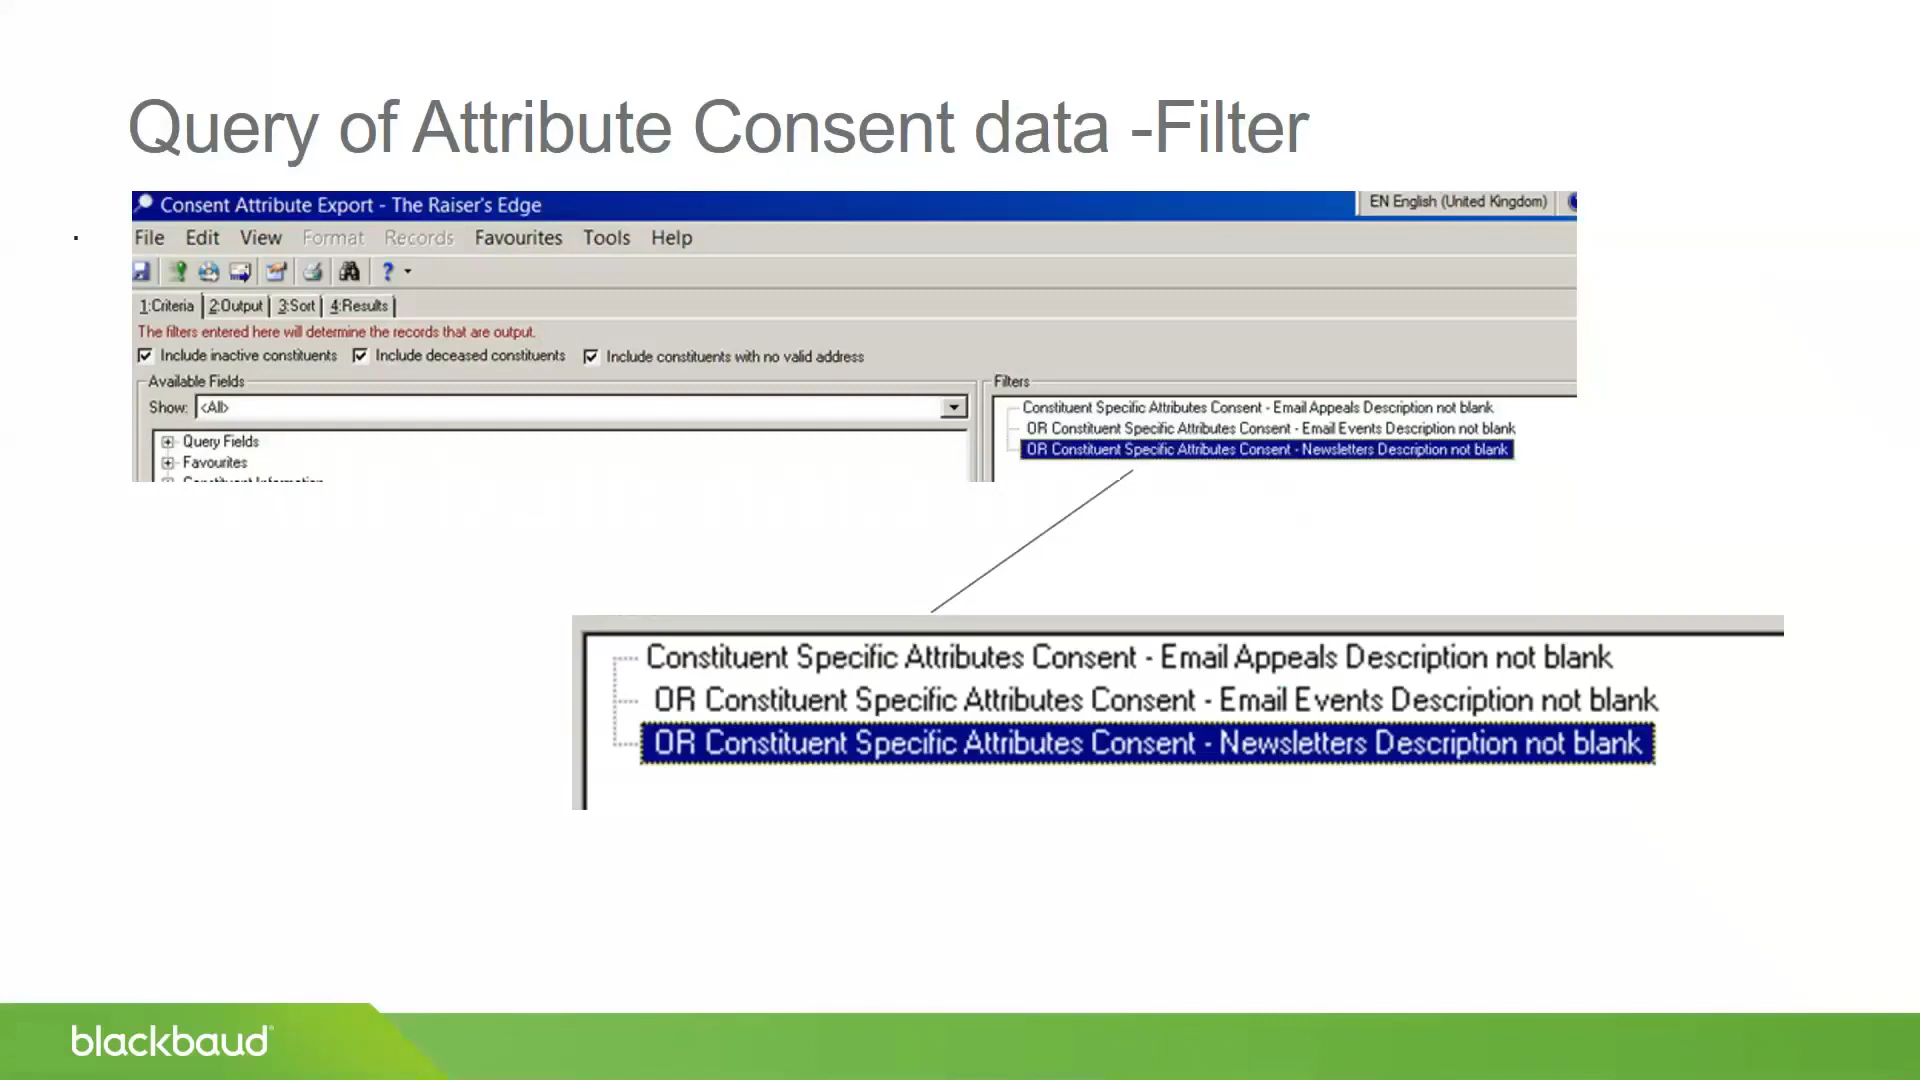 Query of Attribute Consent data -Filter
.
Consent Attribute Export - The Raiser's Edge
EN English (United Kingdom)
File Edit View Format Records Favourites Tools Help
1:Criteria 2:Output 3:Sort 4:Results
The filters entered here will determine the records that are output.
Include inactive constituents Include deceased constituents Include constituents with no valid address
Available Fields
Show: <All>
Query Fields
Favourites
Constituent Information
Filters
Constituent Specific Attributes Consent - Email Appeals Description not blank
OR Constituent Specific Attributes Consent - Email Events Description not blank
OR Constituent Specific Attributes Consent - Newsletters Description not blank
Constituent Specific Attributes Consent - Email Appeals Description not blank
OR Constituent Specific Attributes Consent - Email Events Description not blank
OR Constituent Specific Attributes Consent - Newsletters Description not blank
blackbaud